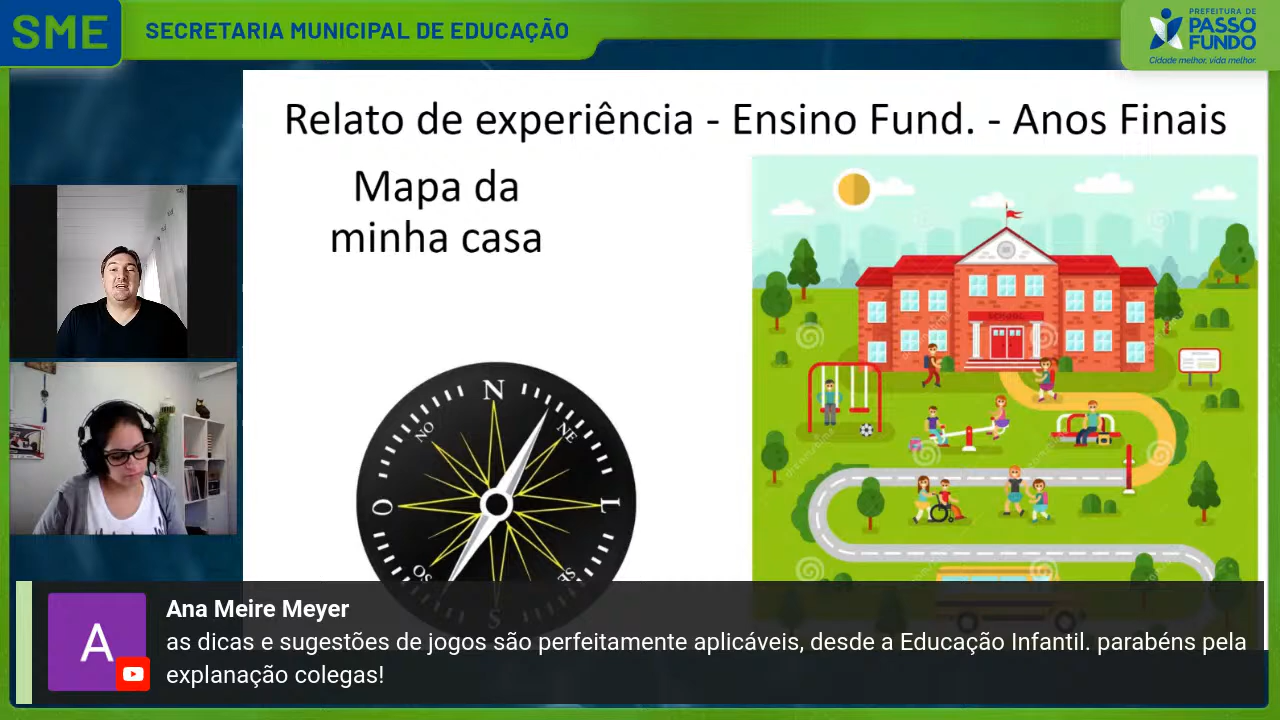 SME
SECRETARIA MUNICIPAL DE EDUCAÇÃO
PREFEITURA DE
PASSO
FUNDO
Cidade melhor, vida melhor.
Relato de experiência - Ensino Fund. - Anos Finais
Mapa da
minha casa
SCHOOL
N
NO
NE
O
L
SO
SE
S
A
Ana Meire Meyer
as dicas e sugestões de jogos são perfeitamente aplicáveis, desde a Educação Infantil. parabéns pela
explanação colegas!